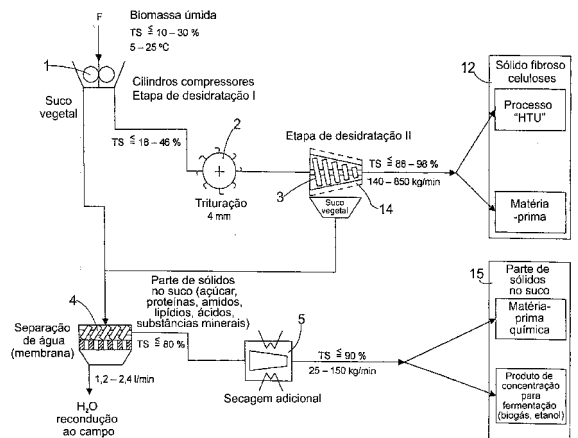 F
Biomassa úmida
TS ≦ 10 – 30 %
5 – 25 ºC
1
Cilindros compressores
Etapa de desidratação I
Suco
vegetal
TS ≦ 18 – 46 %
2
Trituração
4 mm
Etapa de desidratação II
3
TS ≦ 88 – 98 %
140 – 850 kg/min
14
Suco
vegetal
12
Sólido fibroso
celuloses
Processo
"HTU"
Matéria
-prima
4
Separação
de água
(membrana)
Parte de sólidos
no suco (açúcar,
proteínas, amidos,
lipídios, ácidos,
substâncias minerais)
TS ≦ 80 %
1,2 – 2,4 l/min
H₂O
recondução
ao campo
5
Secagem adicional
TS ≦ 90 %
25 – 150 kg/min
15
Parte de
sólidos
no suco
Matéria-
prima
química
Produto de
concentração
para
fermentação
(biogás, etanol)